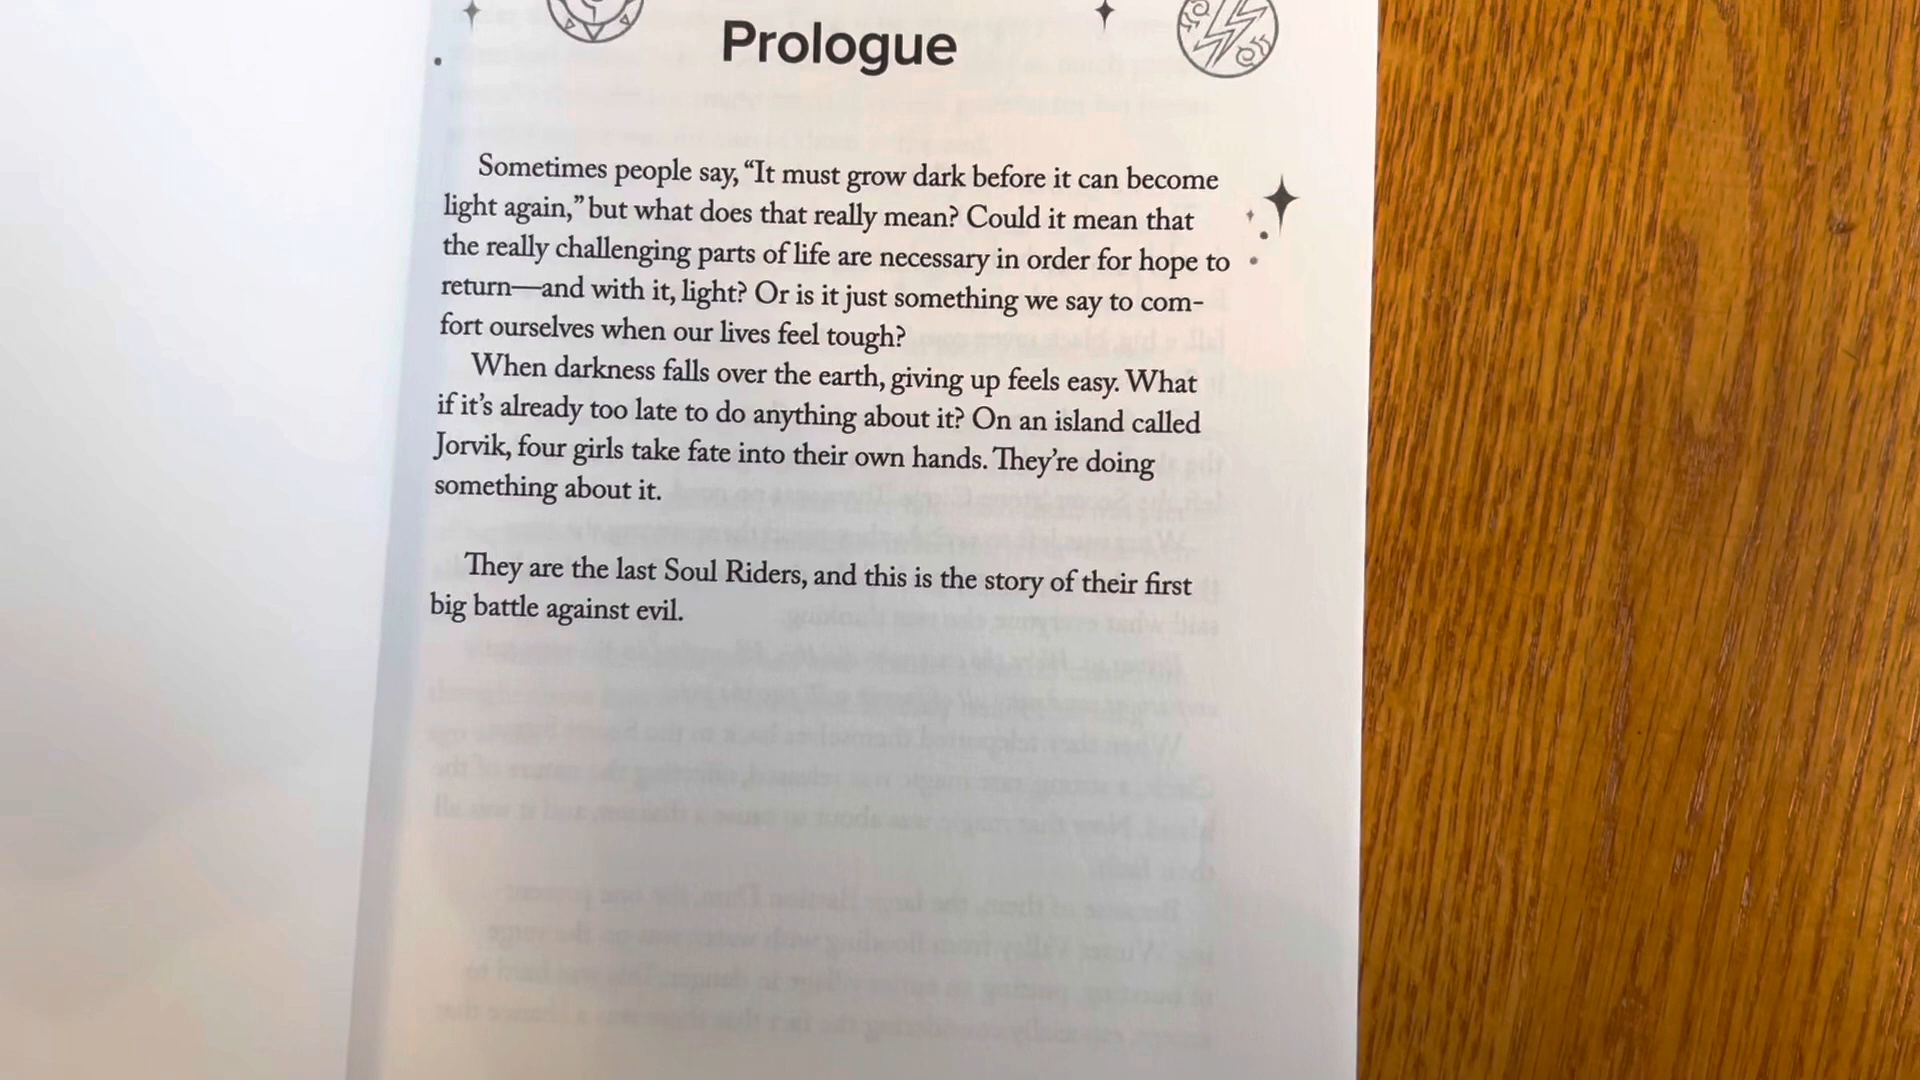 Prologue
Sometimes people say, “It must grow dark before it can become
light again,” but what does that really mean? Could it mean that
the really challenging parts of life are necessary in order for hope to
return—and with it, light? Or is it just something we say to com-
fort ourselves when our lives feel tough?
When darkness falls over the earth, giving up feels easy. What
if it’s already too late to do anything about it? On an island called
Jorvik, four girls take fate into their own hands. They’re doing
something about it.
They are the last Soul Riders, and this is the story of their first
big battle against evil.